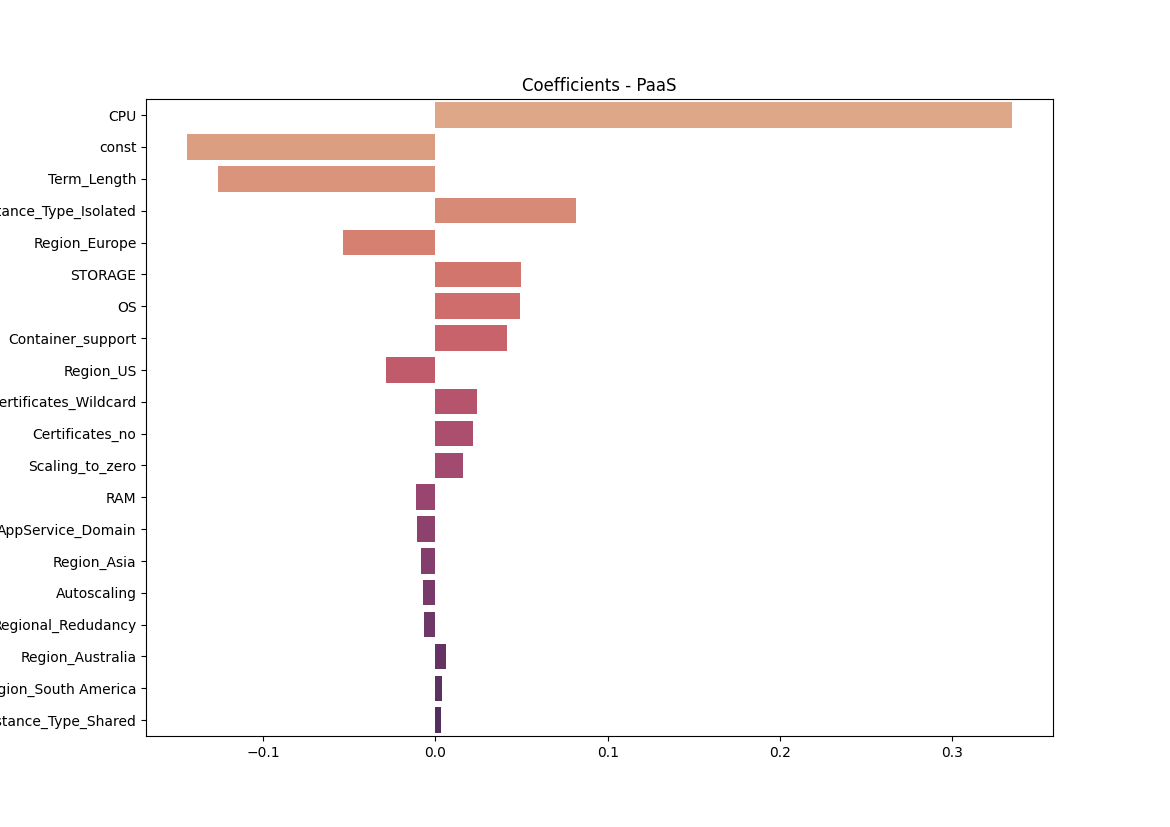 Coefficients - PaaS
CPU
const
Term_Length
tance_Type_Isolated
Region_Europe
STORAGE
OS
Container_support
Region_US
ertificates_Wildcard
Certificates_no
Scaling_to_zero
RAM
AppService_Domain
Region_Asia
Autoscaling
Regional_Redudancy
Region_Australia
gion_South America
stance_Type_Shared
−0.1 0.0 0.1 0.2 0.3